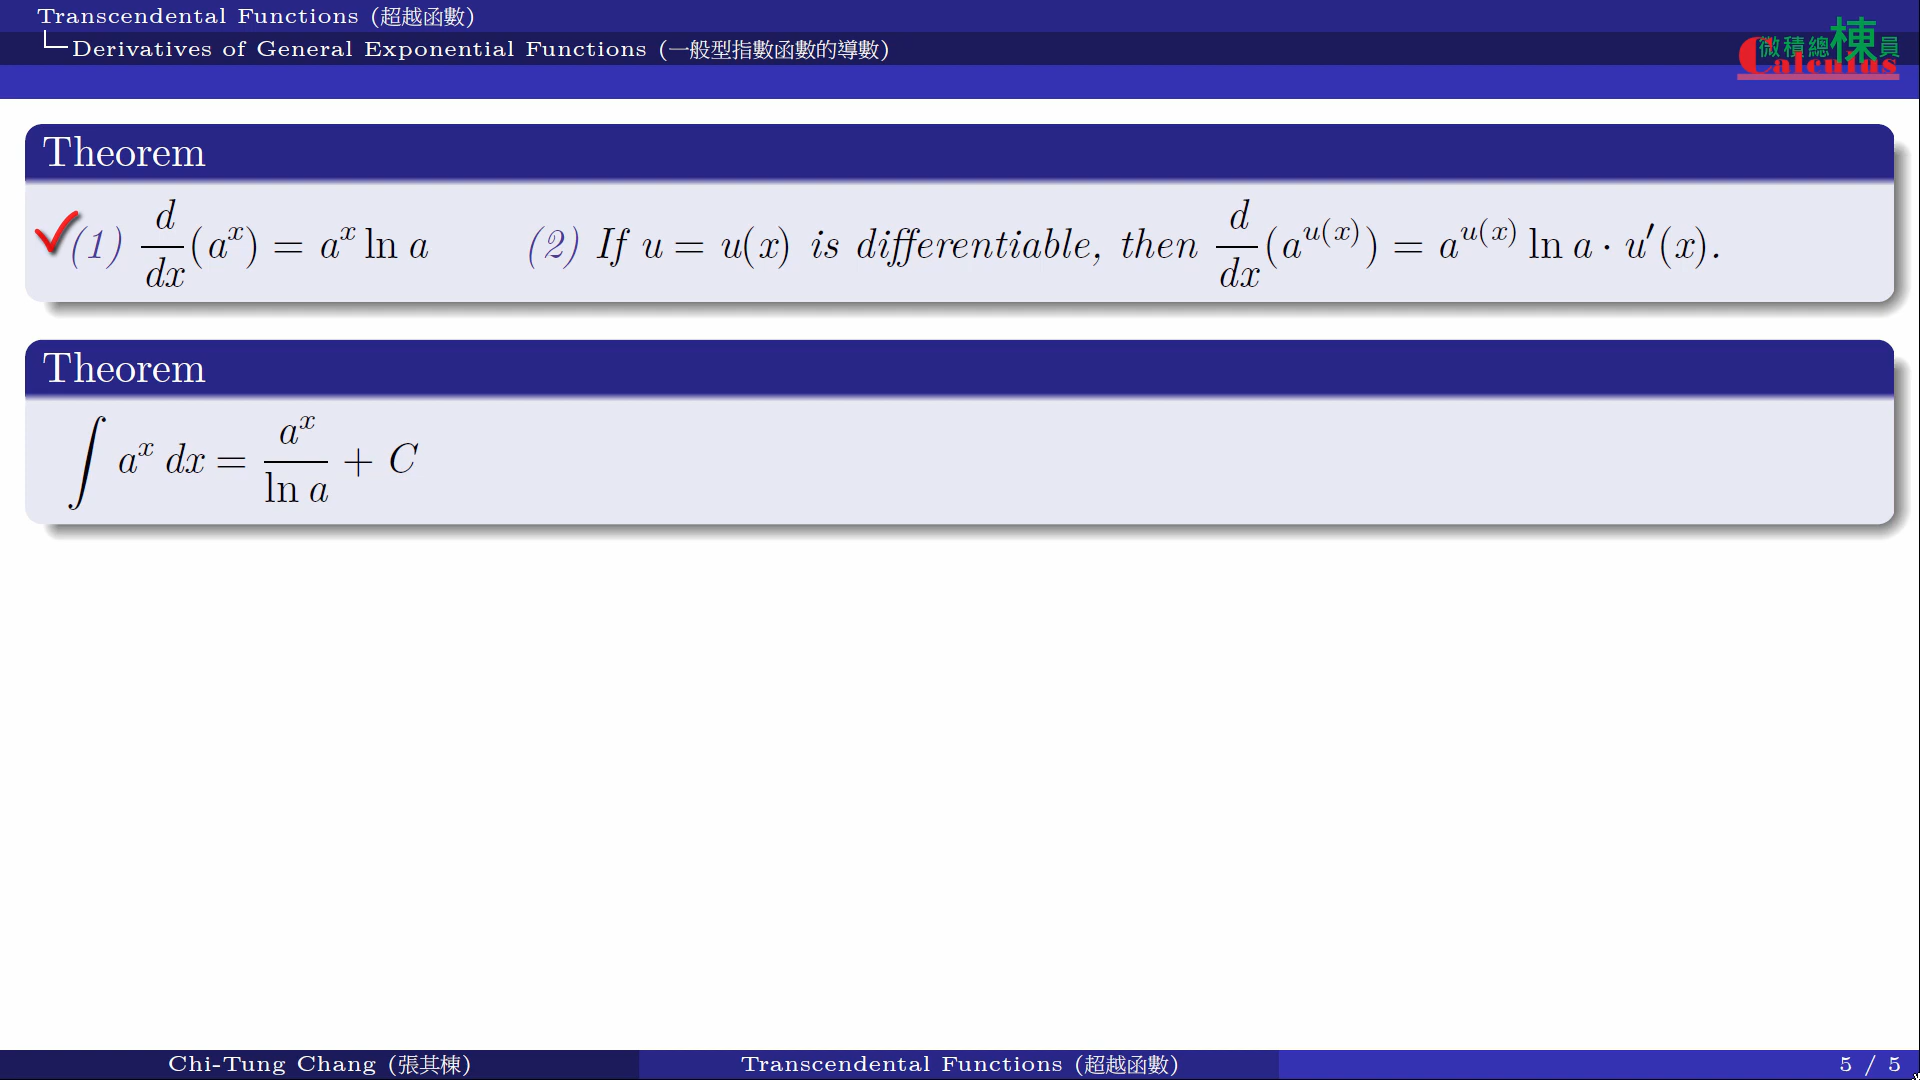 Transcendental Functions (超越函數)
Derivatives of General Exponential Functions (一般型指數函數的導數)
微積總棟員
Calculus
Theorem
(1) d/dx(a^x) = a^x ln a (2) If u = u(x) is differentiable, then d/dx(a^{u(x)}) = a^{u(x)} ln a · u′(x).
Theorem
∫ a^x dx = a^x/ln a + C
Chi-Tung Chang (張其棟) Transcendental Functions (超越函數) 5 / 5